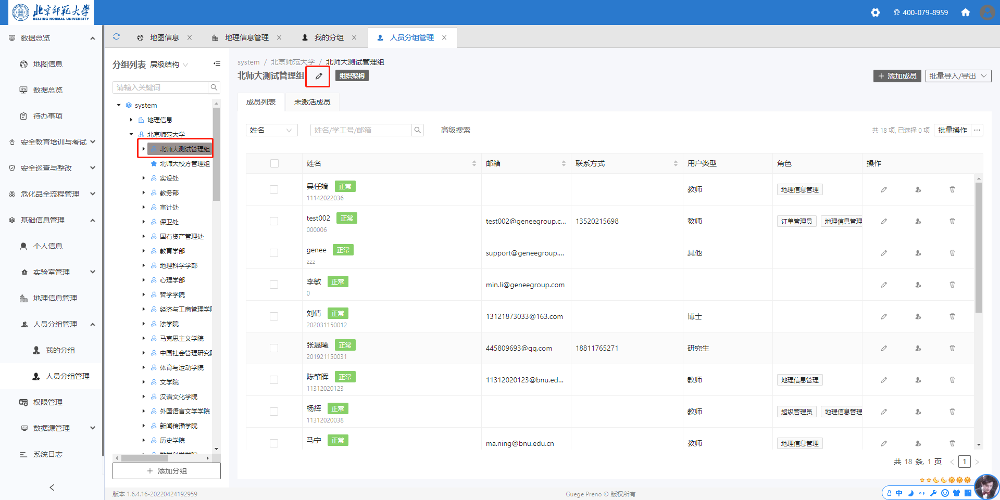 北京师范大学
BEIJING NORMAL UNIVERSITY
400-079-8959
数据总览
地图信息
数据总览
待办事项
安全教育培训与考试
安全巡查与整改
危化品全流程管理
基础信息管理
个人信息
实验室管理
地理信息管理
人员分组管理
我的分组
人员分组管理
权限管理
数据源管理
系统日志
地图信息
地理信息管理
我的分组
人员分组管理
分组列表 层级结构
请输入关键词
system
地理信息
北京师范大学
北师大测试管理组
北师大校方管理组
实设处
教务部
审计处
保卫处
国有资产管理处
教育学部
地理科学学部
心理学部
哲学学院
经济与工商管理学院
法学院
马克思主义学院
中国社会管理研究院
体育与运动学院
文学院
汉语文化学院
外国语言文学学院
新闻传播学院
历史学院
+ 添加分组
system / 北京师范大学 / 北师大测试管理组
北师大测试管理组 组织架构
+ 添加成员 批量导入/导出
成员列表 未激活成员
姓名 姓名/学工号/邮箱 高级搜索
共 18 项, 已选择 0 项 批量操作 ···
姓名 邮箱 联系方式 用户类型 角色 操作
吴任嫡 正常 教师 地理信息管理
11142022036
test002 正常 test002@geneegroup.c... 13520215698 教师 订单管理员 地理信息管理
000006
genee 正常 support@geneegroup.... 其他
zzz
李敏 正常 min.li@geneegroup.com
0
刘倩 正常 13121873033@163.com 博士
202031150012
张晟曦 正常 445809693@qq.com 18811765271 研究生
201921150031
陈肇晖 正常 11312020123@bnu.ed... 教师 地理信息管理
11312020123
杨辉 正常 教师 超级管理员 地理信息管理
11312020038
马宁 正常 ma.ning@bnu.edu.cn 教师 地理信息管理
共 18 条, 1 页 < 1 >
版本 1.6.4.16-20220424192959
Guege Preno © 版权所有
中